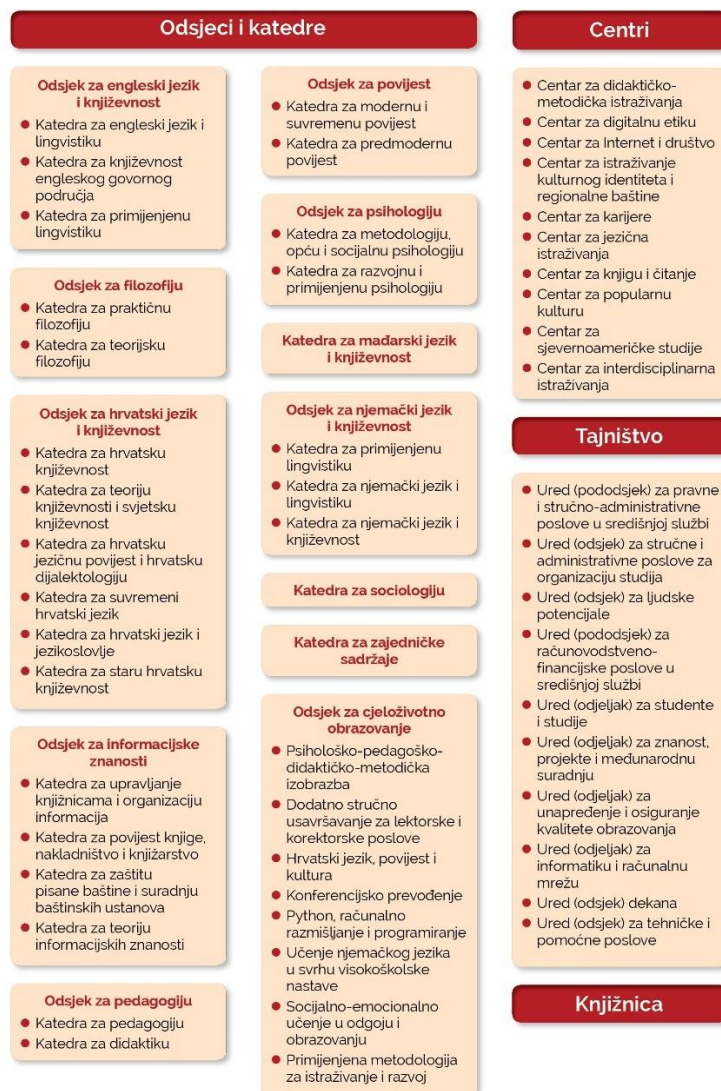 Odsjeci i katedre
Odsjek za engleski jezik
i književnost
Katedra za engleski jezik i
lingvistiku
Katedra za književnost
engleskog govornog
područja
Katedra za primijenjenu
lingvistiku
Odsjek za filozofiju
Katedra za praktičnu
filozofiju
Katedra za teorijsku
filozofiju
Odsjek za hrvatski jezik
i književnost
Katedra za hrvatsku
književnost
Katedra za teoriju
književnosti i svjetsku
književnost
Katedra za hrvatsku
jezičnu povijest i hrvatsku
dijalektologiju
Katedra za suvremeni
hrvatski jezik
Katedra za hrvatski jezik i
jezikoslovlje
Katedra za staru hrvatsku
književnost
Odsjek za informacijske
znanosti
Katedra za upravljanje
knjižnicama i organizaciju
informacija
Katedra za povijest knjige,
nakladništvo i knjižarstvo
Katedra za zaštitu
pisane baštine i suradnju
baštinskih ustanova
Katedra za teoriju
informacijskih znanosti
Odsjek za pedagogiju
Katedra za pedagogiju
Katedra za didaktiku
Odsjek za povijest
Katedra za modernu i
suvremenu povijest
Katedra za predmodernu
povijest
Odsjek za psihologiju
Katedra za metodologiju,
opću i socijalnu psihologiju
Katedra za razvojnu i
primijenjenu psihologiju
Katedra za mađarski jezik
i književnost
Odsjek za njemački jezik
i književnost
Katedra za primijenjenu
lingvistiku
Katedra za njemački jezik i
lingvistiku
Katedra za njemački jezik i
književnost
Katedra za sociologiju
Katedra za zajedničke
sadržaje
Odsjek za cjeloživotno
obrazovanje
Psihološko-pedagoško-
didaktičko-metodička
izobrazba
Dodatno stručno
usavršavanje za lektorske i
korektorske poslove
Hrvatski jezik, povijest i
kultura
Konferencijsko prevođenje
Python, računalno
razmišljanje i programiranje
Učenje njemačkog jezika
u svrhu visokoškolske
nastave
Socijalno-emocionalno
učenje u odgoju i
obrazovanju
Primijenjena metodologija
za istraživanje i razvoj
Centri
Centar za didaktičko-
metodička istraživanja
Centar za digitalnu etiku
Centar za Internet i društvo
Centar za istraživanje
kulturnog identiteta i
regionalne baštine
Centar za karijere
Centar za jezična
istraživanja
Centar za knjigu i čitanje
Centar za popularnu
kulturu
Centar za
sjevernoameričke studije
Centar za interdisciplinarna
istraživanja
Tajništvo
Ured (pododsjek) za pravne
i stručno-administrativne
poslove u središnjoj službi
Ured (odsjek) za stručne i
administrativne poslove za
organizaciju studija
Ured (odsjek) za ljudske
potencijale
Ured (pododsjek) za
računovodstveno-
financijske poslove u
središnjoj službi
Ured (odjeljak) za studente
i studije
Ured (odjeljak) za znanost,
projekte i međunarodnu
suradnju
Ured (odjeljak) za
unapređenje i osiguranje
kvalitete obrazovanja
Ured (odjeljak) za
informatiku i računalnu
mrežu
Ured (odsjek) dekana
Ured (odsjek) za tehničke i
pomoćne poslove
Knjižnica